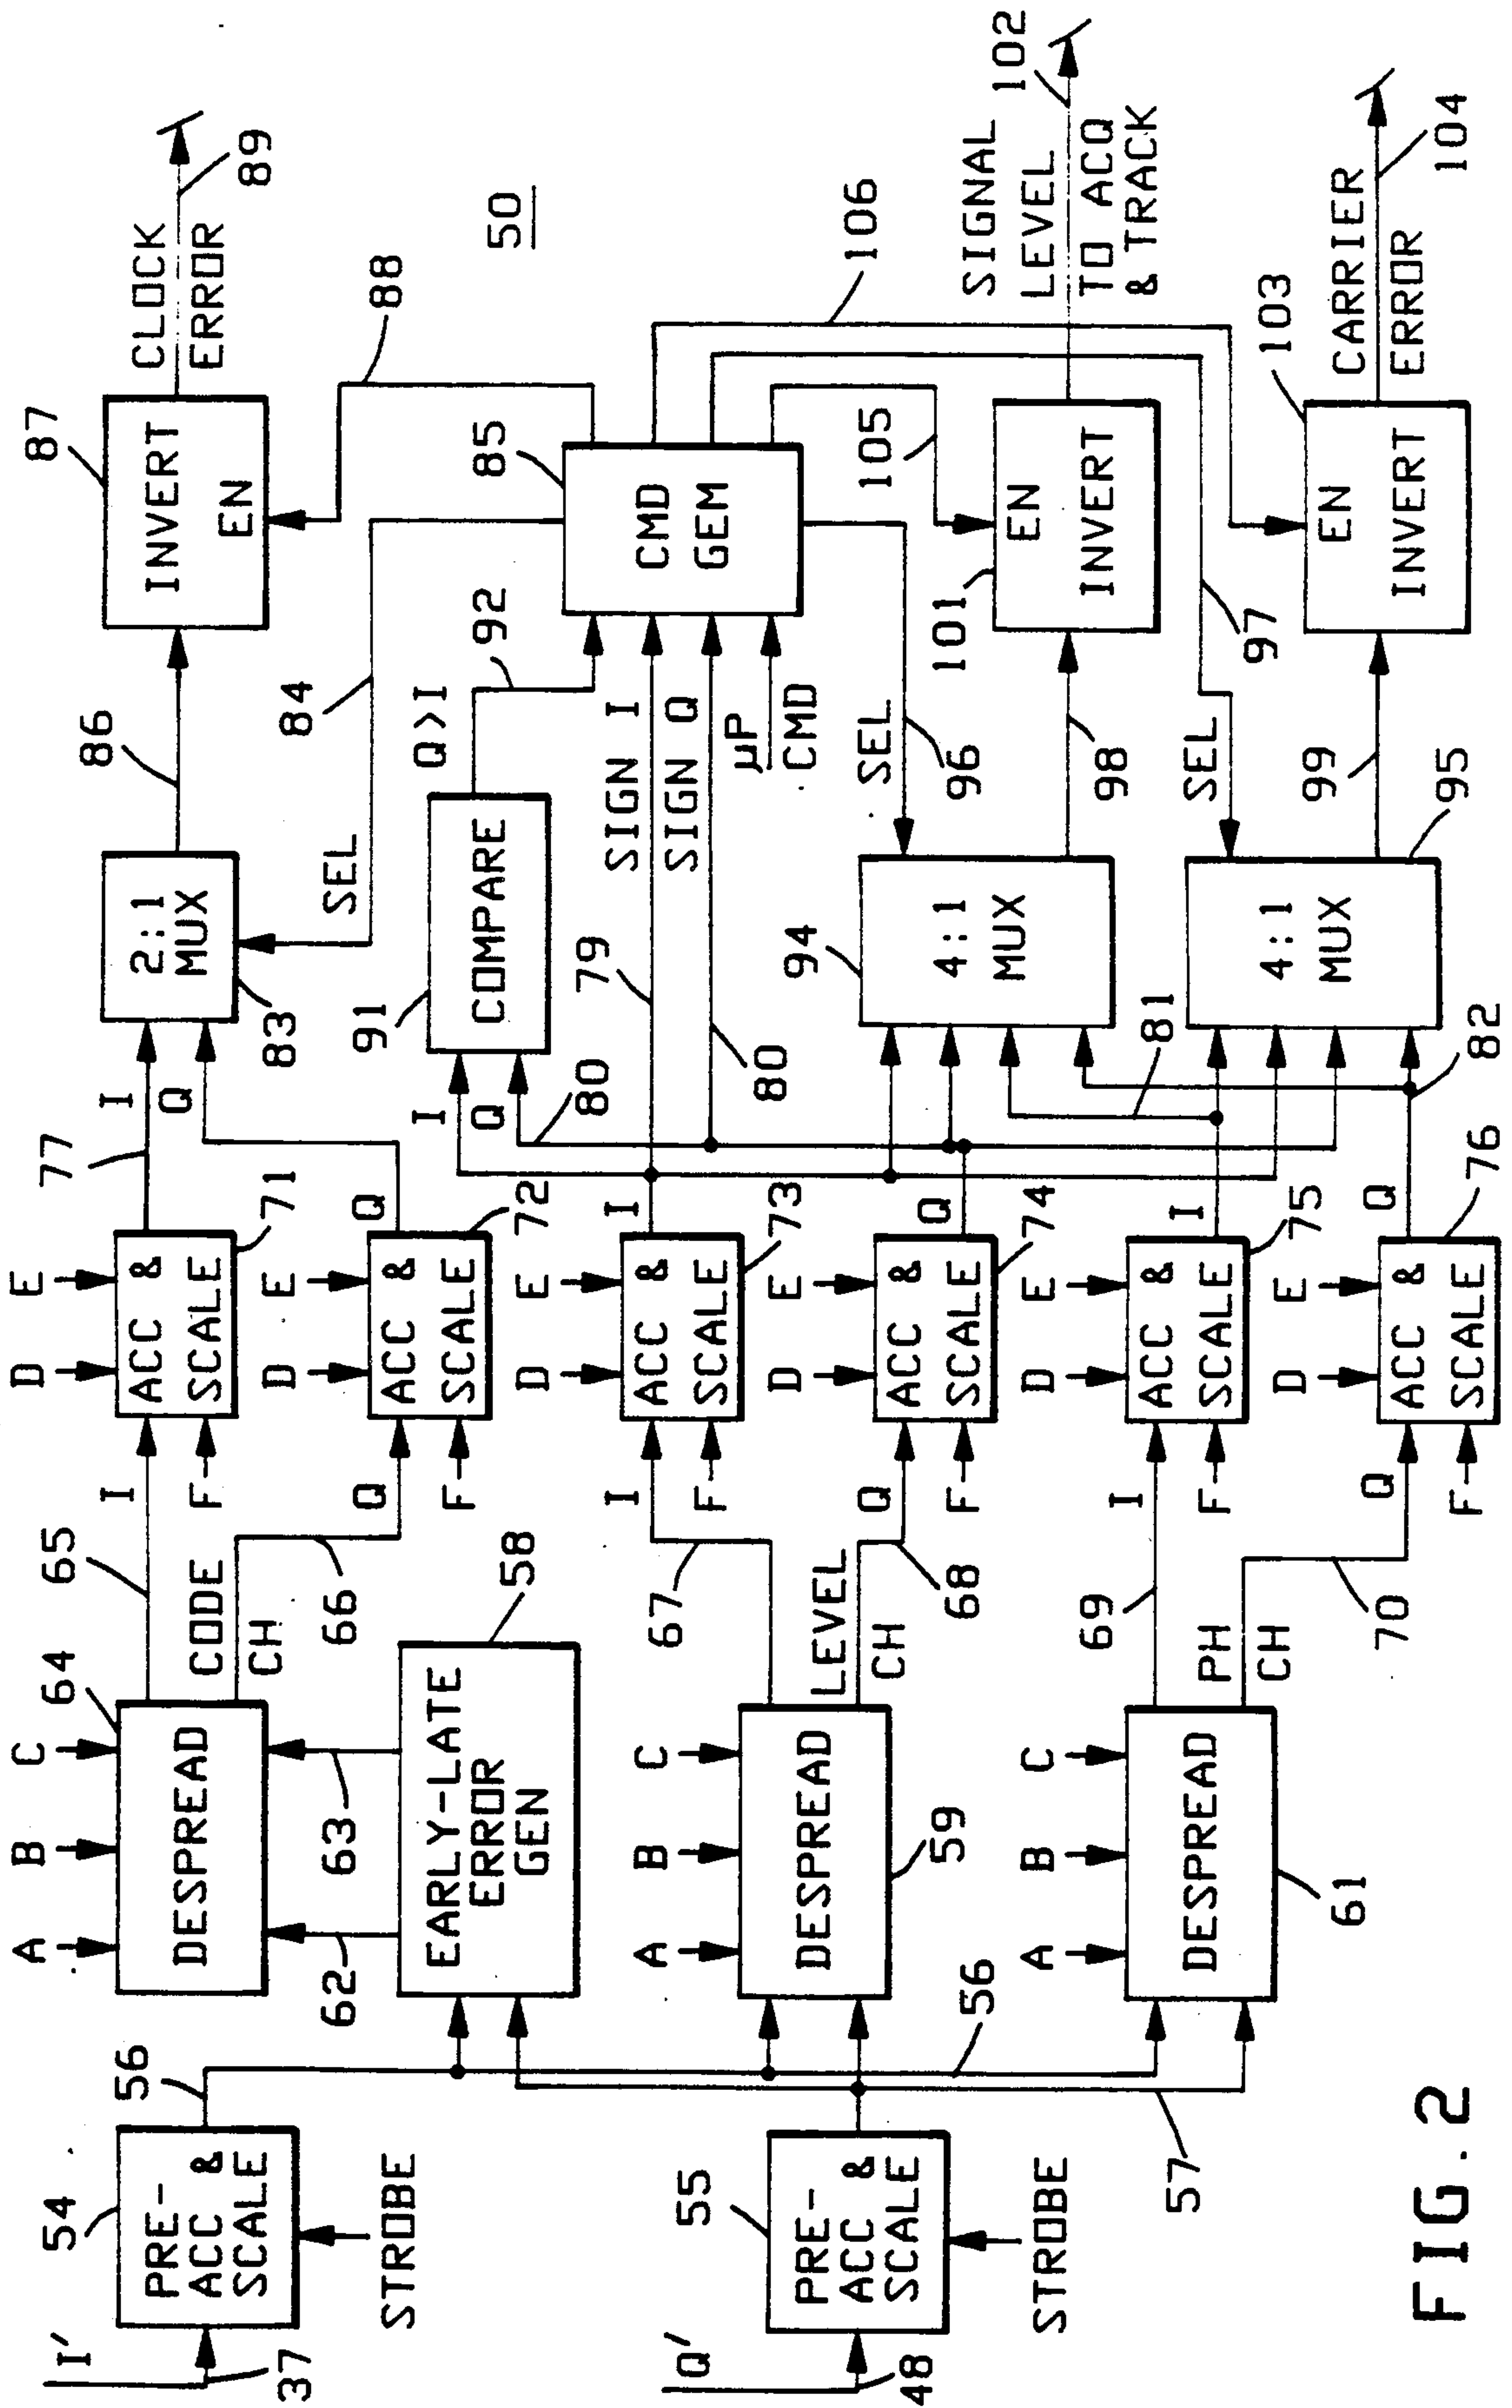 I'
37
54
PRE-
ACC &
SCALE
STROBE
56
Q'
48
55
PRE-
ACC &
SCALE
STROBE
57
56
A
B
C
64
DESPREAD
62
63
EARLY-LATE
ERROR
GEN
58
A
B
C
DESPREAD
59
A
B
C
DESPREAD
61
65
CODE
CH
66
67
LEVEL
CH
68
69
PH
CH
70
I
F
D
E
ACC &
SCALE
71
Q
F
D
E
ACC &
SCALE
72
I
F
D
E
ACC &
SCALE
73
Q
F
D
E
ACC &
SCALE
74
I
F
D
E
ACC &
SCALE
75
Q
F
D
E
ACC &
SCALE
76
77
I
Q
Q
I
Q
I
Q
I
Q
80
79
80
81
82
2:1
MUX
83
86
SEL
84
91
COMPARE
Q>I
92
SIGN I
SIGN Q
µP
CMD
85
CMD
GEM
94
4:1
MUX
SEL
96
98
4:1
MUX
95
SEL
97
99
87
INVERT
EN
88
CLOCK
ERROR
89
50
105
106
101
EN
INVERT
SIGNAL
LEVEL
TO ACQ
& TRACK
102
103
EN
INVERT
CARRIER
ERROR
104
FIG. 2